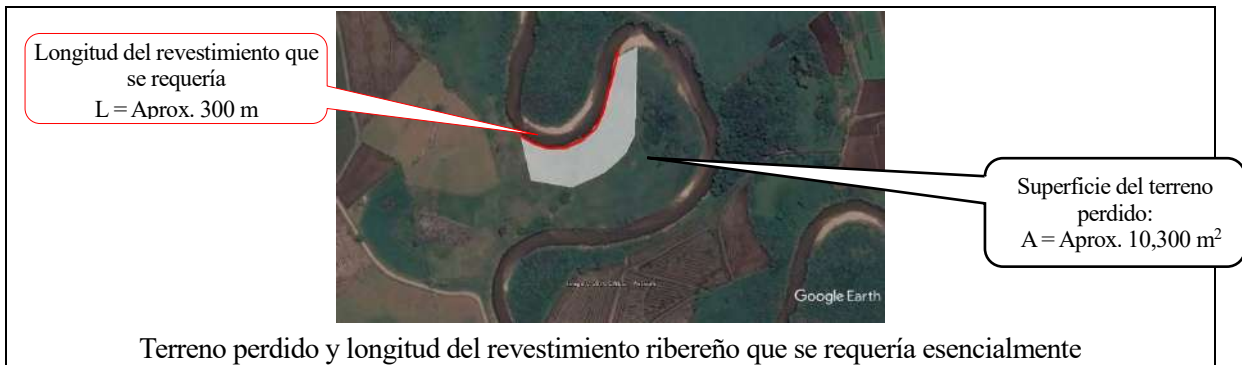 Longitud del revestimiento que
se requería
L = Aprox. 300 m
Superficie del terreno
perdido:
A = Aprox. 10,300 m²
Google Earth
Terreno perdido y longitud del revestimiento ribereño que se requería esencialmente